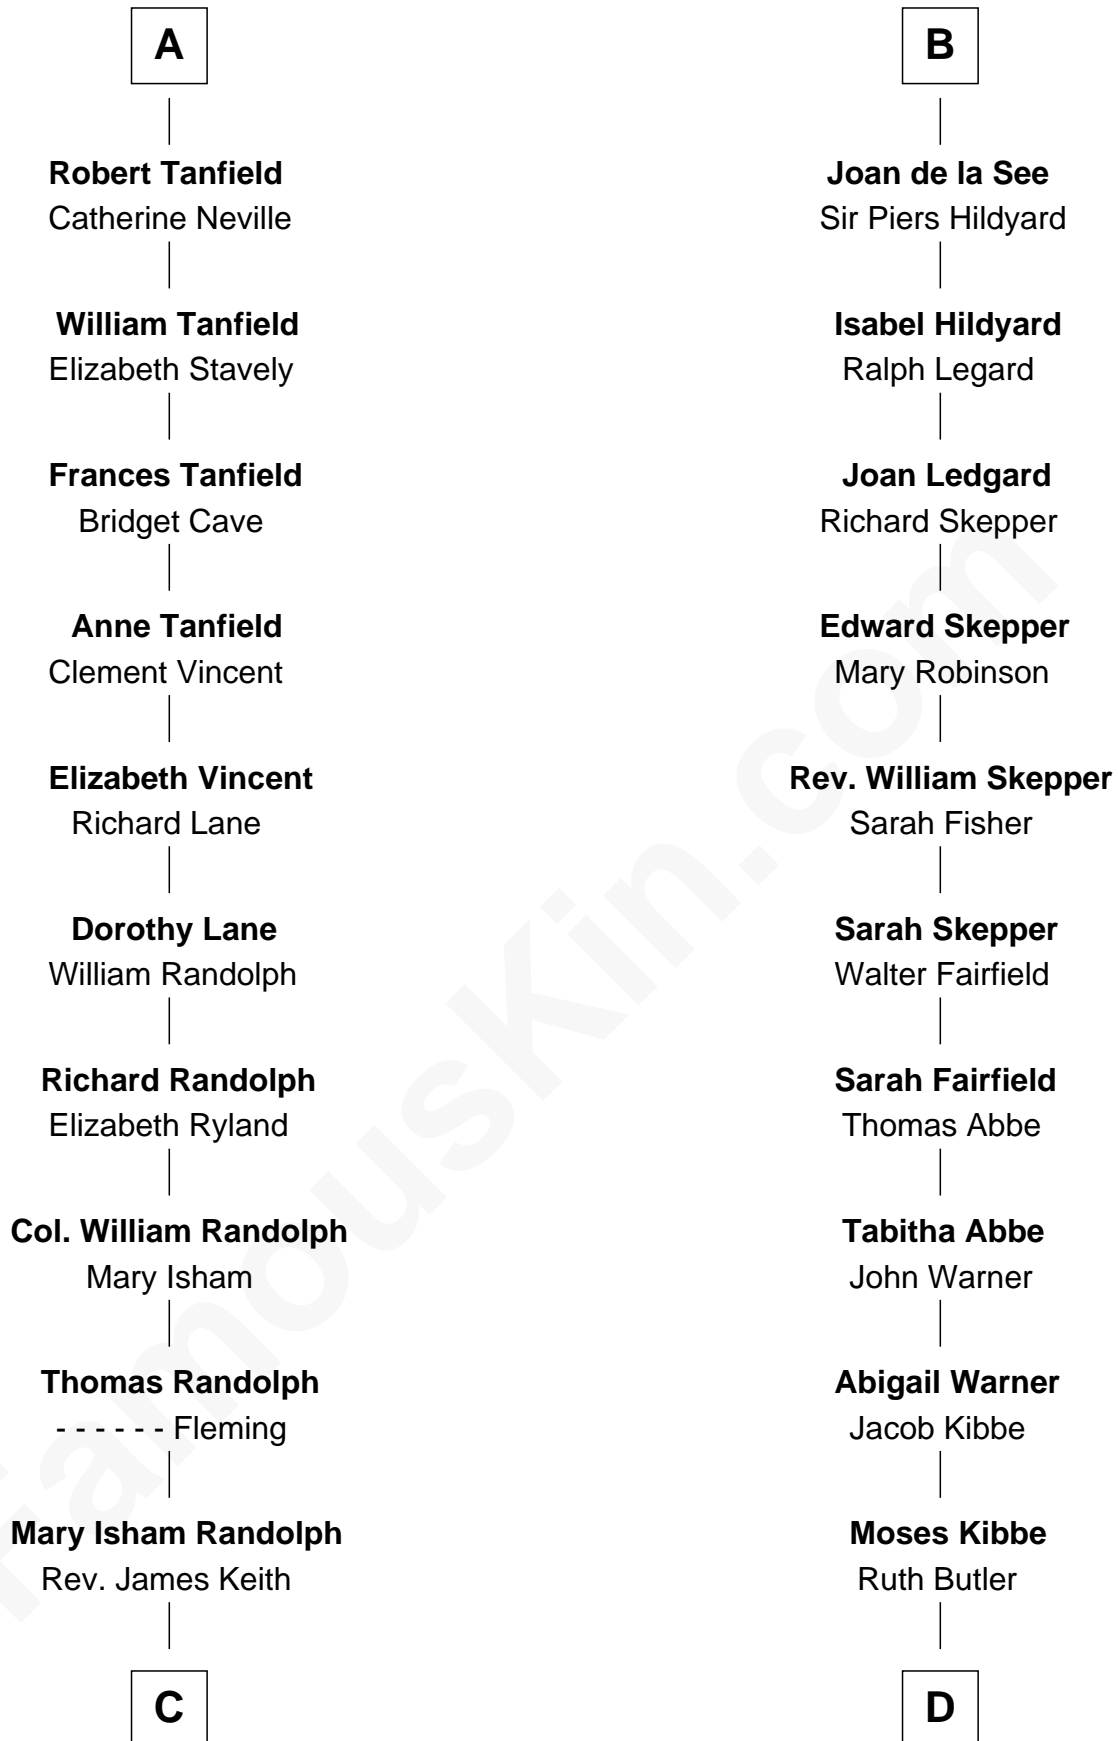 A
Robert Tanfield
Catherine Neville
William Tanfield
Elizabeth Stavely
Frances Tanfield
Bridget Cave
Anne Tanfield
Clement Vincent
Elizabeth Vincent
Richard Lane
Dorothy Lane
William Randolph
Richard Randolph
Elizabeth Ryland
Col. William Randolph
Mary Isham
Thomas Randolph
- - - - - - Fleming
Mary Isham Randolph
Rev. James Keith
C
B
Joan de la See
Sir Piers Hildyard
Isabel Hildyard
Ralph Legard
Joan Ledgard
Richard Skepper
Edward Skepper
Mary Robinson
Rev. William Skepper
Sarah Fisher
Sarah Skepper
Walter Fairfield
Sarah Fairfield
Thomas Abbe
Tabitha Abbe
John Warner
Abigail Warner
Jacob Kibbe
Moses Kibbe
Ruth Butler
D
FamousKin.com